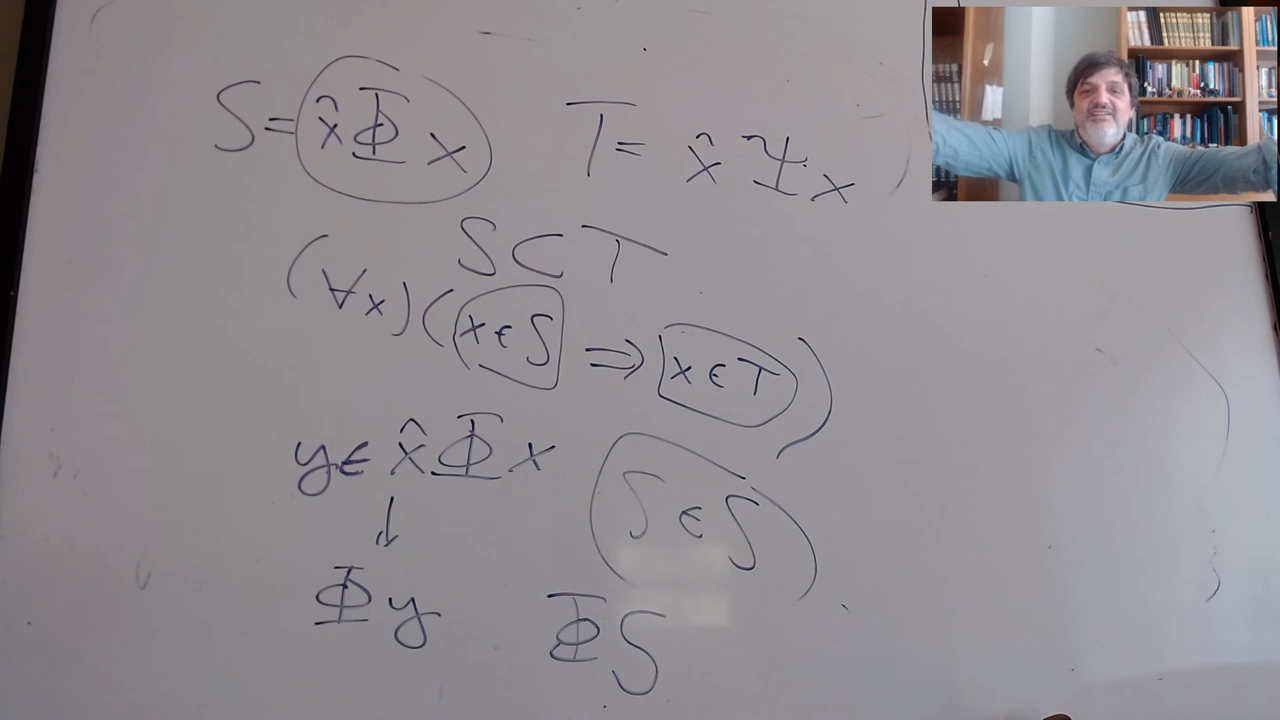 S = x̂Φx T = x̂Ψx
S ⊂ T
(∀x)(x ∈ S ⇒ x ∈ T)
y ∈ x̂Φx
S ∈ S
↓
Φy ΦS